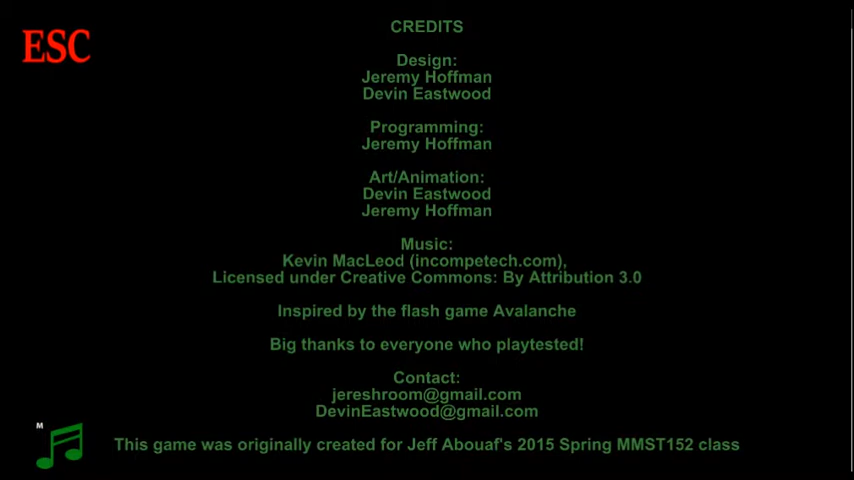 CREDITS
ESC
Design:
Jeremy Hoffman
Devin Eastwood
Programming:
Jeremy Hoffman
Art/Animation:
Devin Eastwood
Jeremy Hoffman
Music:
Kevin MacLeod (incompetech.com),
Licensed under Creative Commons: By Attribution 3.0
Inspired by the flash game Avalanche
Big thanks to everyone who playtested!
Contact:
jereshroom@gmail.com
DevinEastwood@gmail.com
M
This game was originally created for Jeff Abouaf's 2015 Spring MMST152 class